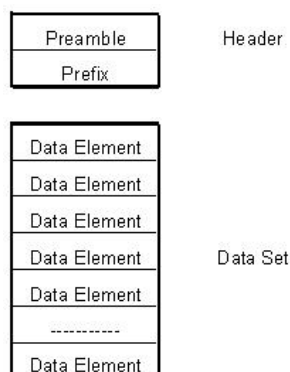 Preamble Header
Prefix
Data Element
Data Element
Data Element
Data Element Data Set
Data Element
-----------
Data Element